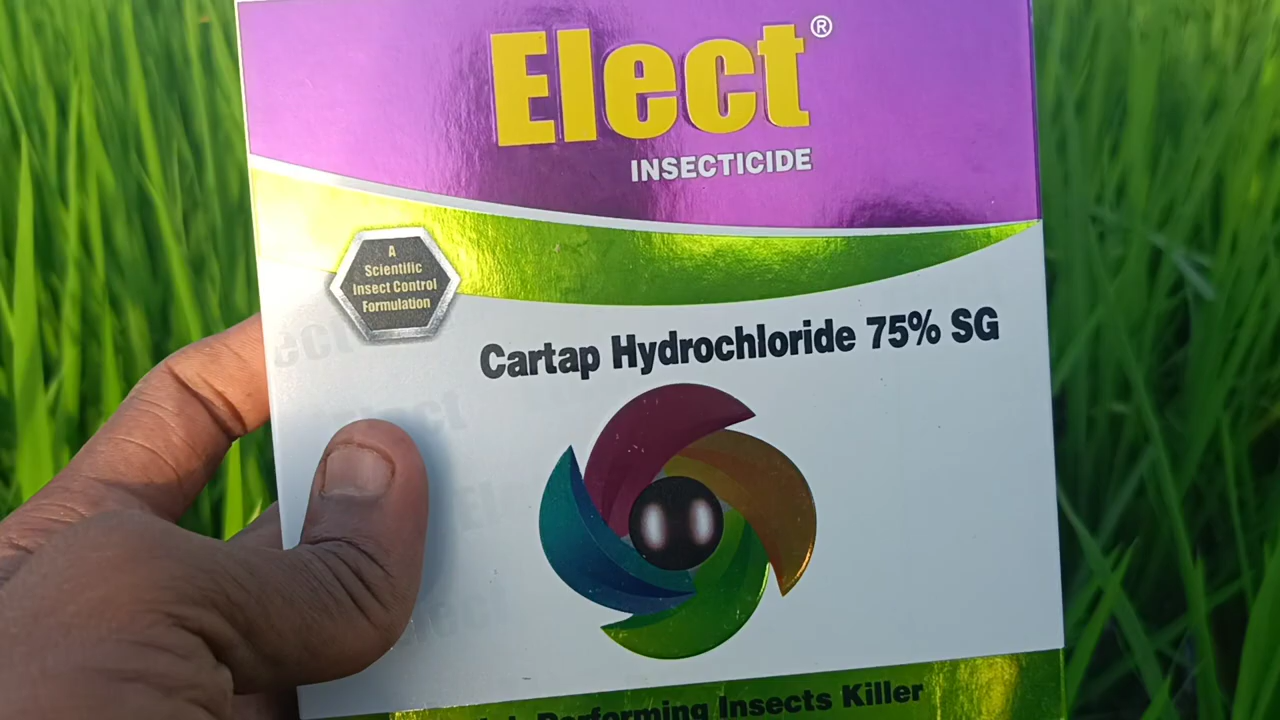 Elect®
INSECTICIDE
A
Scientific
Insect Control
Formulation
Cartap Hydrochloride 75% SG
Performing Insects Killer